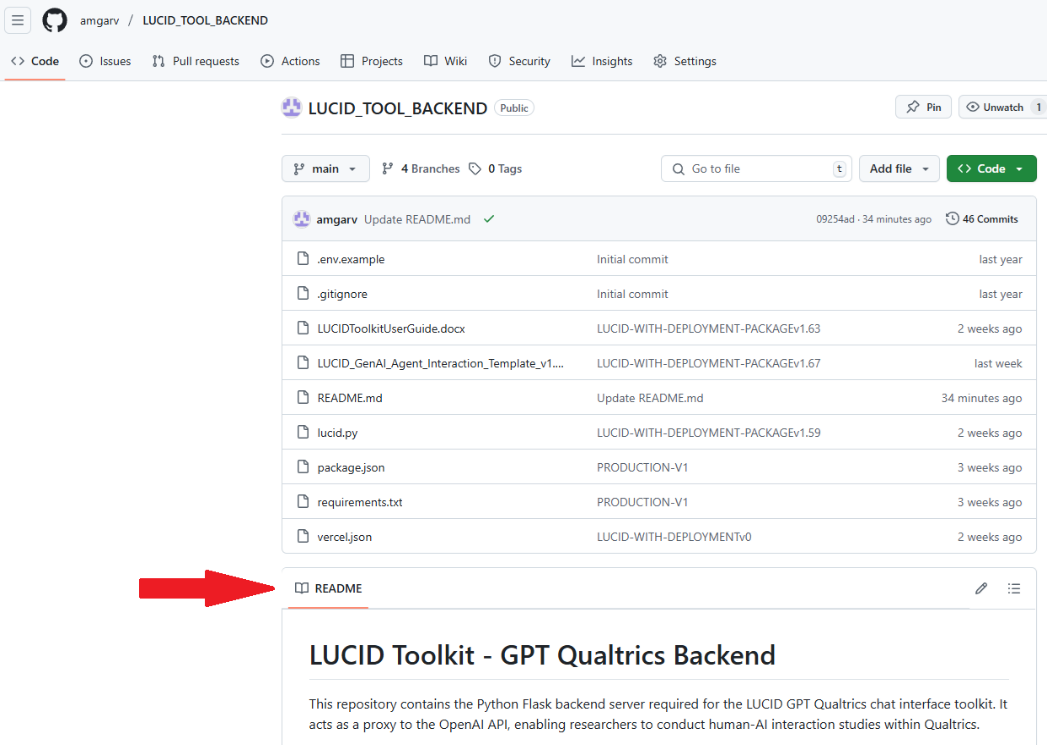 amgarv / LUCID_TOOL_BACKEND
Code Issues Pull requests Actions Projects Wiki Security Insights Settings
LUCID_TOOL_BACKEND Public Pin Unwatch 1
main 4 Branches 0 Tags Go to file t Add file Code
amgarv Update README.md 09254ad · 34 minutes ago 46 Commits
.env.example Initial commit last year
.gitignore Initial commit last year
LUCIDToolkitUserGuide.docx LUCID-WITH-DEPLOYMENT-PACKAGEv1.63 2 weeks ago
LUCID_GenAI_Agent_Interaction_Template_v1.... LUCID-WITH-DEPLOYMENT-PACKAGEv1.67 last week
README.md Update README.md 34 minutes ago
lucid.py LUCID-WITH-DEPLOYMENT-PACKAGEv1.59 2 weeks ago
package.json PRODUCTION-V1 3 weeks ago
requirements.txt PRODUCTION-V1 3 weeks ago
vercel.json LUCID-WITH-DEPLOYMENTv0 2 weeks ago
README
LUCID Toolkit - GPT Qualtrics Backend
This repository contains the Python Flask backend server required for the LUCID GPT Qualtrics chat interface toolkit. It
acts as a proxy to the OpenAI API, enabling researchers to conduct human-AI interaction studies within Qualtrics.